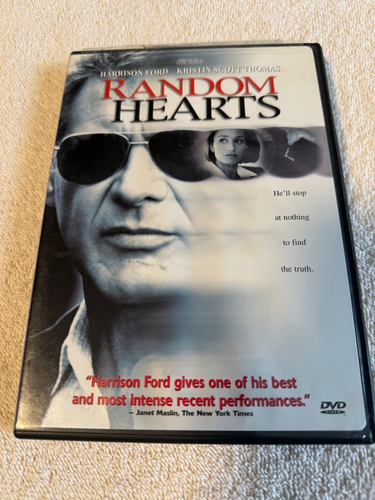 HARRISON FORD KRISTIN SCOTT THOMAS
RANDOM
HEARTS
He'll stop
at nothing
to find
the truth.
"Harrison Ford gives one of his best
and most intense recent performances."
– Janet Maslin, The New York Times
DVD
VIDEO